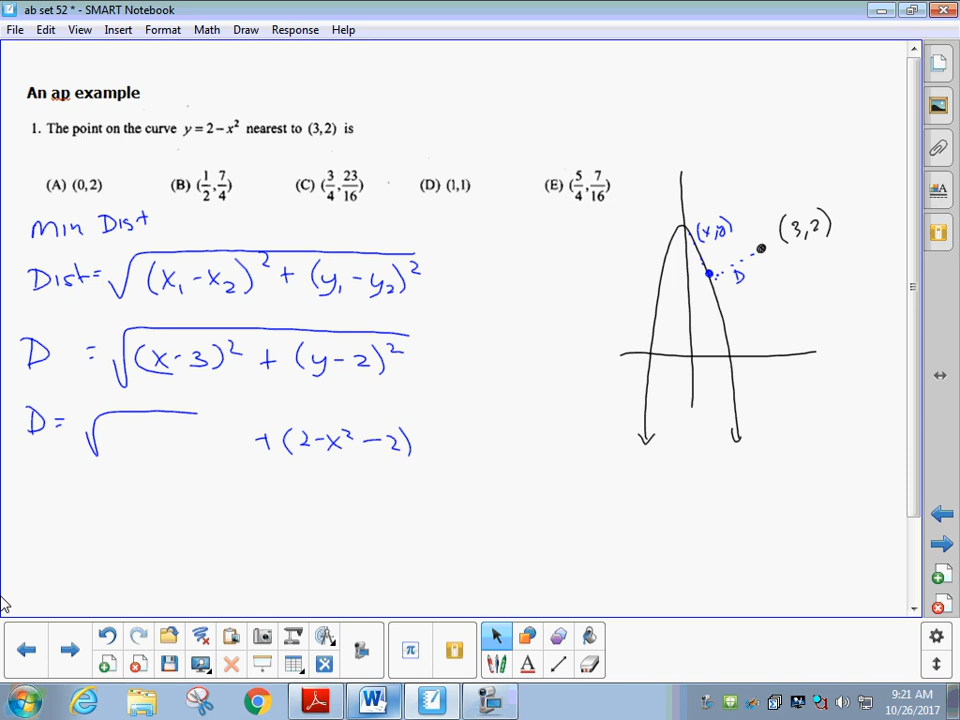 ab set 52 * - SMART Notebook
File Edit View Insert Format Math Draw Response Help
An ap example
1. The point on the curve y = 2 – x² nearest to (3,2) is
(A) (0,2) (B) (1/2, 7/4) (C) (3/4, 23/16) (D) (1,1) (E) (5/4, 7/16)
Min Dist
Dist = √(x₁ - x₂)² + (y₁ - y₂)²
D = √(x - 3)² + (y - 2)²
D = √ + (2 - x² - 2)
(3,2)
D
9:21 AM
10/26/2017